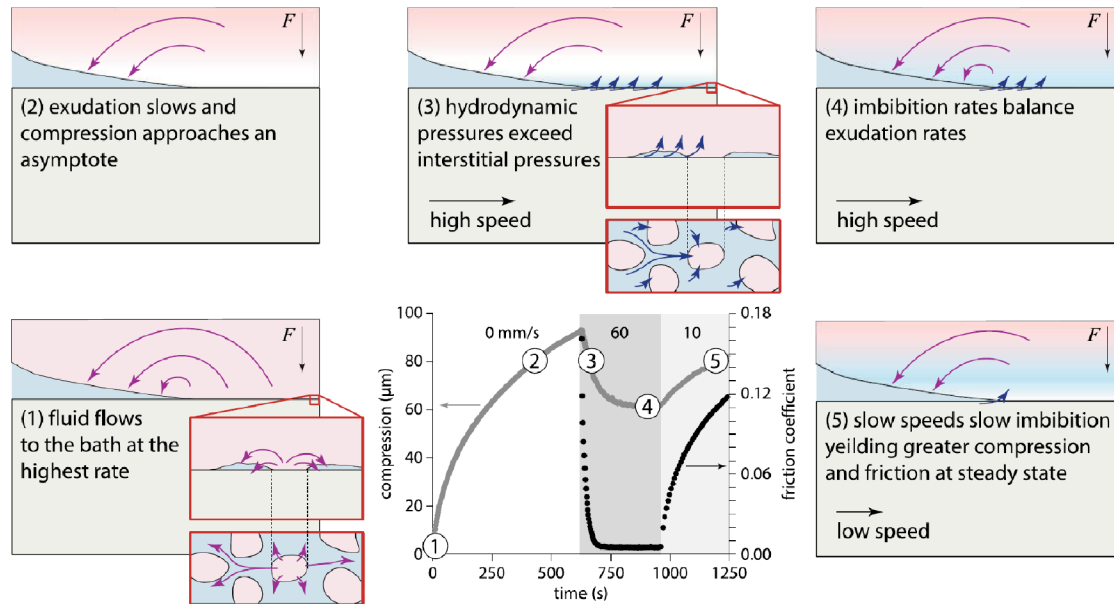 F
(2) exudation slows and
compression approaches an
asymptote
F
(3) hydrodynamic
pressures exceed
interstitial pressures
high speed
F
(4) imbibition rates balance
exudation rates
high speed
F
(1) fluid flows
to the bath at the
highest rate
100
80
60
40
20
0
compression (µm)
0 mm/s
60
10
1
2
3
4
5
0.18
0.12
0.06
0.00
friction coefficient
0
250
500
750
1000
1250
time (s)
F
(5) slow speeds slow imbibition
yeilding greater compression
and friction at steady state
low speed